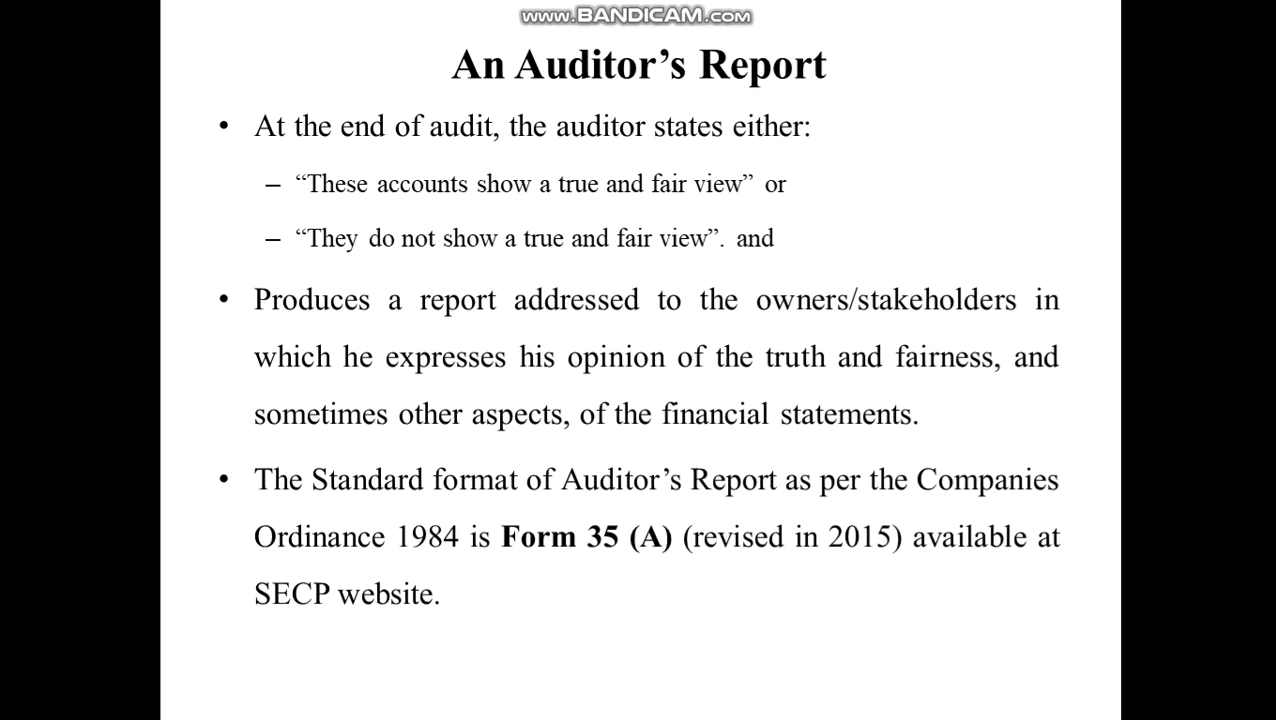 www.BANDICAM.com
An Auditor’s Report
• At the end of audit, the auditor states either:
– “These accounts show a true and fair view” or
– “They do not show a true and fair view”. and
• Produces a report addressed to the owners/stakeholders in
which he expresses his opinion of the truth and fairness, and
sometimes other aspects, of the financial statements.
• The Standard format of Auditor’s Report as per the Companies
Ordinance 1984 is Form 35 (A) (revised in 2015) available at
SECP website.